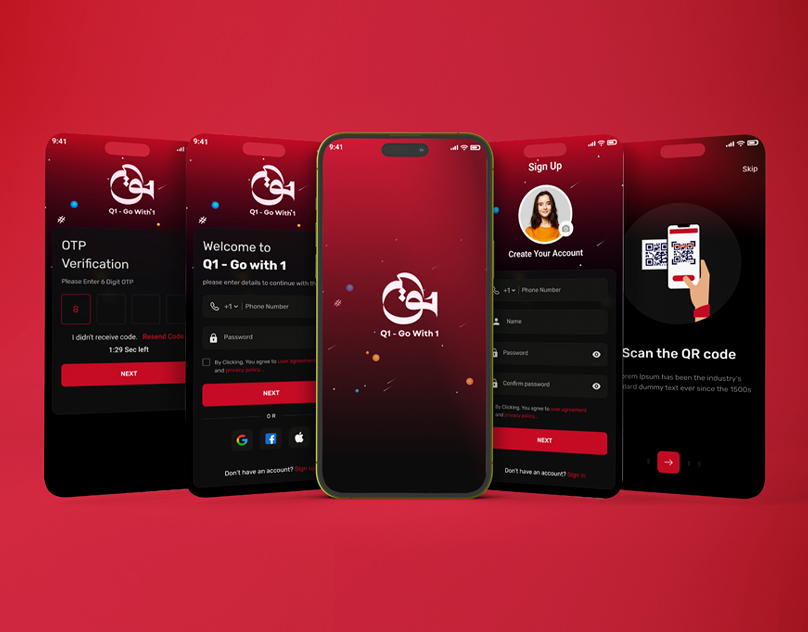 9:41
Q1 - Go With 1
OTP
Verification
Please Enter 6 Digit OTP
8
I didn't receive code. Resend Code
1:29 Sec left
NEXT
9:41
Q1 - Go With 1
Welcome to
Q1 - Go with 1
please enter details to continue with
+1 Phone Number
Password
By Clicking, You agree to user agreement
and privacy policy...
NEXT
OR
Don't have an account? Sign
9:41
Q1 - Go With 1
Sign Up
Create Your Account
+1 Phone Number
Name
Password
Confirm password
By Clicking, You agree to user agreement
and privacy policy...
NEXT
Don't have an account? Sign in
Skip
Scan the QR code
Ipsum has been the industry's
dummy text ever since the 1500s